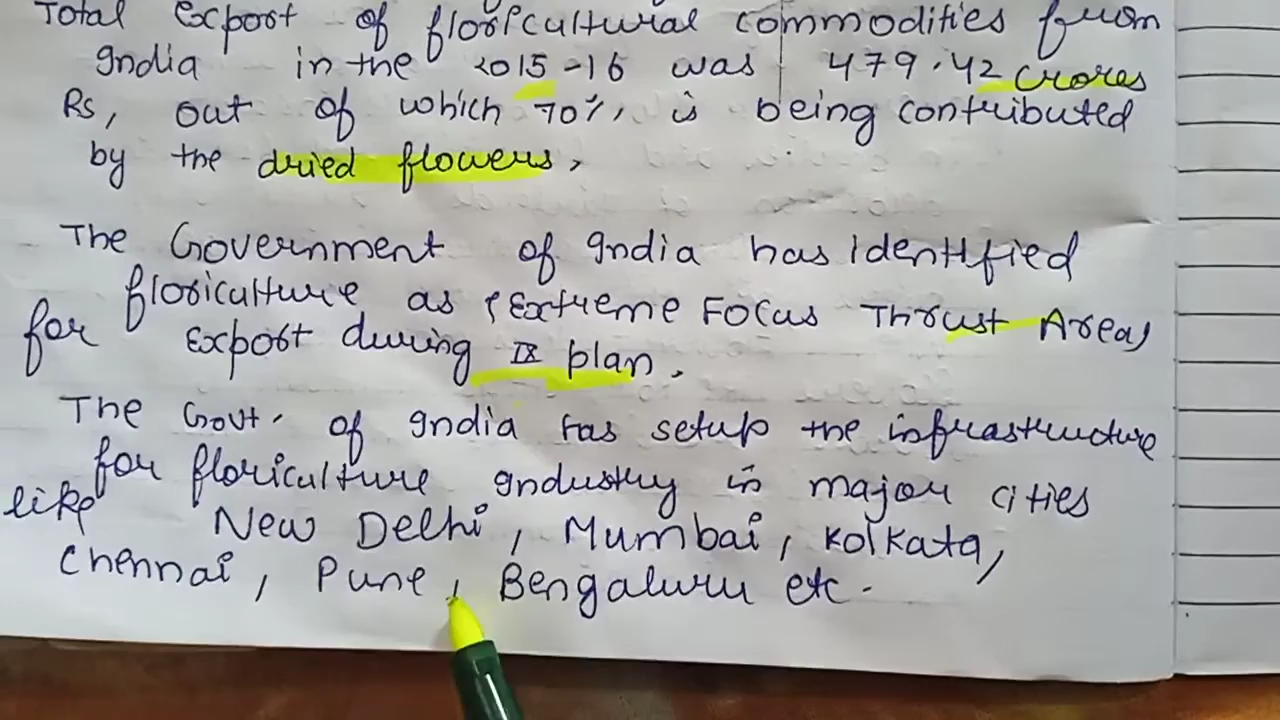 Total Export of floricultural commodities from
India in the 2015-16 was 479.42 crores
Rs, out of which 70%, is being contributed
by the dried flowers,
The Government of India has identified
floriculture as Extreme Focus Thrust Area,
for Export during IX plan.
The Govt. of India has setup the infrastructure
for floriculture Industry in major cities
like New Delhi, Mumbai, Kolkata,
Chennai, Pune, Bengaluru etc.